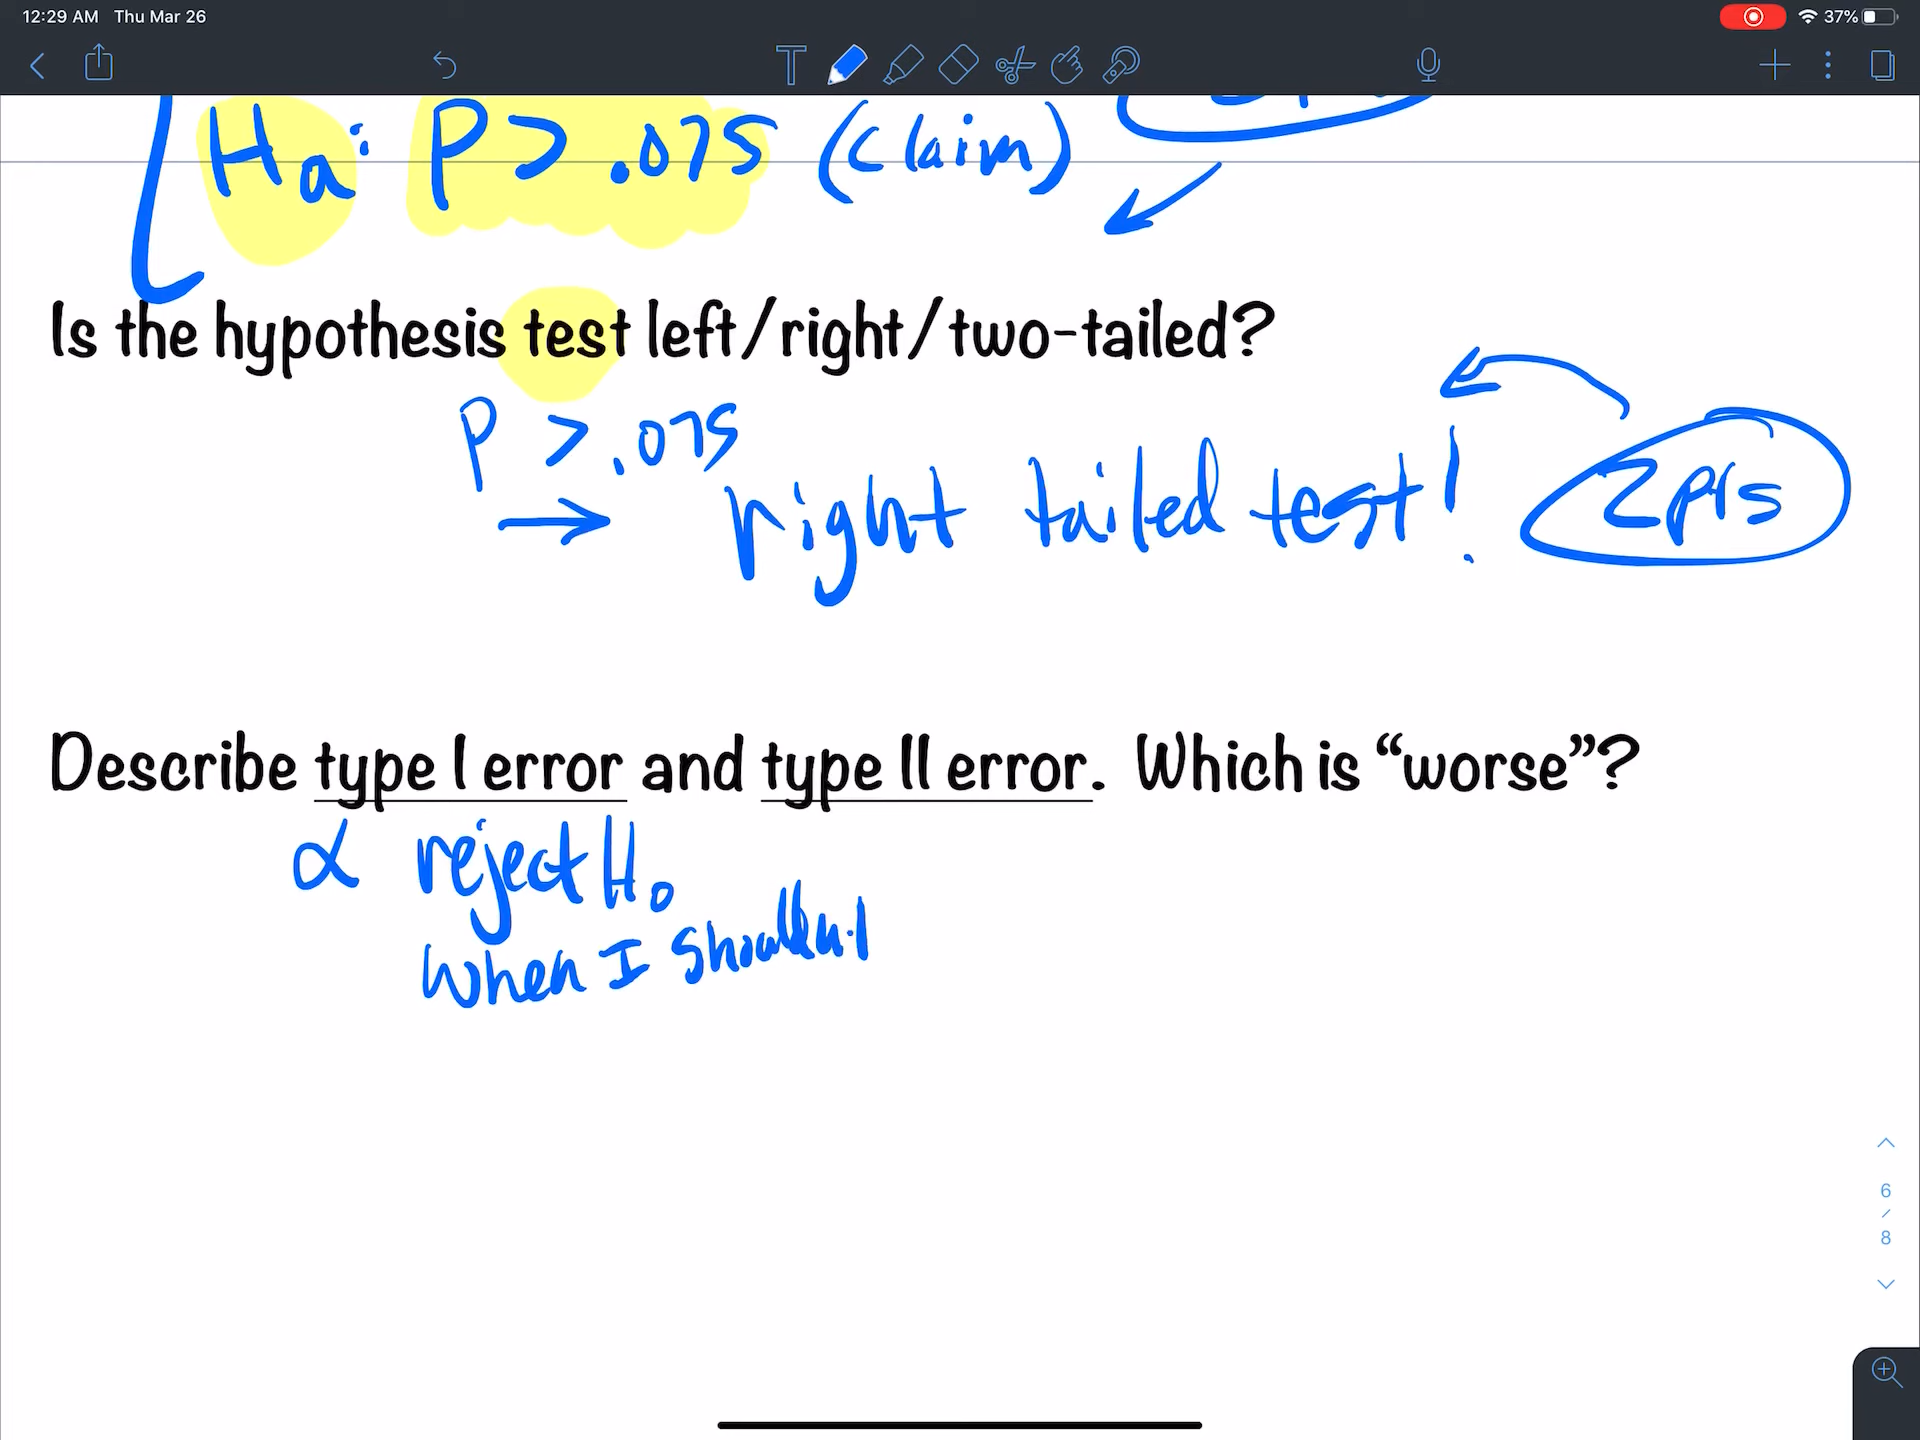 12:29 AM Thu Mar 26
37%
Ha: P > .075 (claim)
Is the hypothesis test left/right/two-tailed?
P > .075
→ right tailed test!
2pts
Describe type I error and type II error. Which is “worse”?
α reject H₀
when I shouldn't
6
/
8